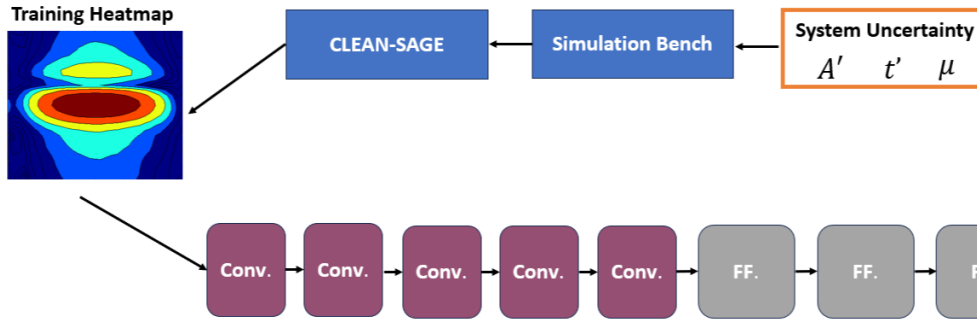 Training Heatmap
CLEAN-SAGE
Simulation Bench
System Uncertainty
A′ t’ μ
Conv.
Conv.
Conv.
Conv.
Conv.
FF.
FF.